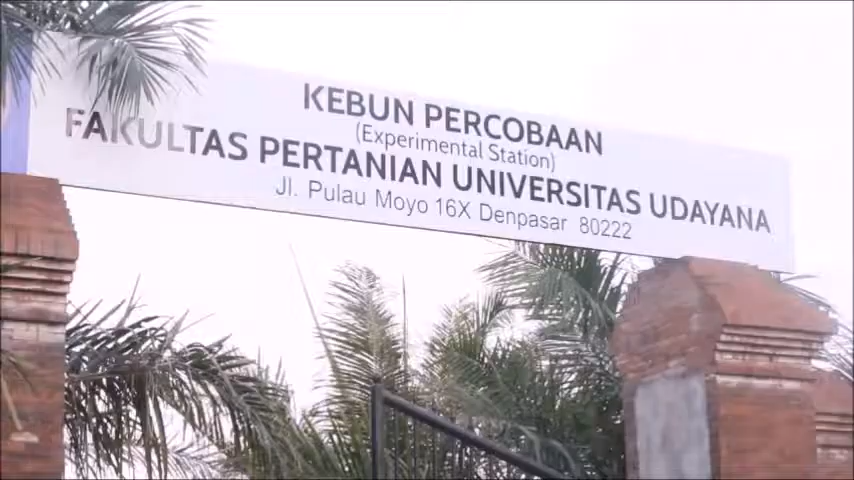 KEBUN PERCOBAAN
(Experimental Station)
FAKULTAS PERTANIAN UNIVERSITAS UDAYANA
Jl. Pulau Moyo 16X Denpasar 80222